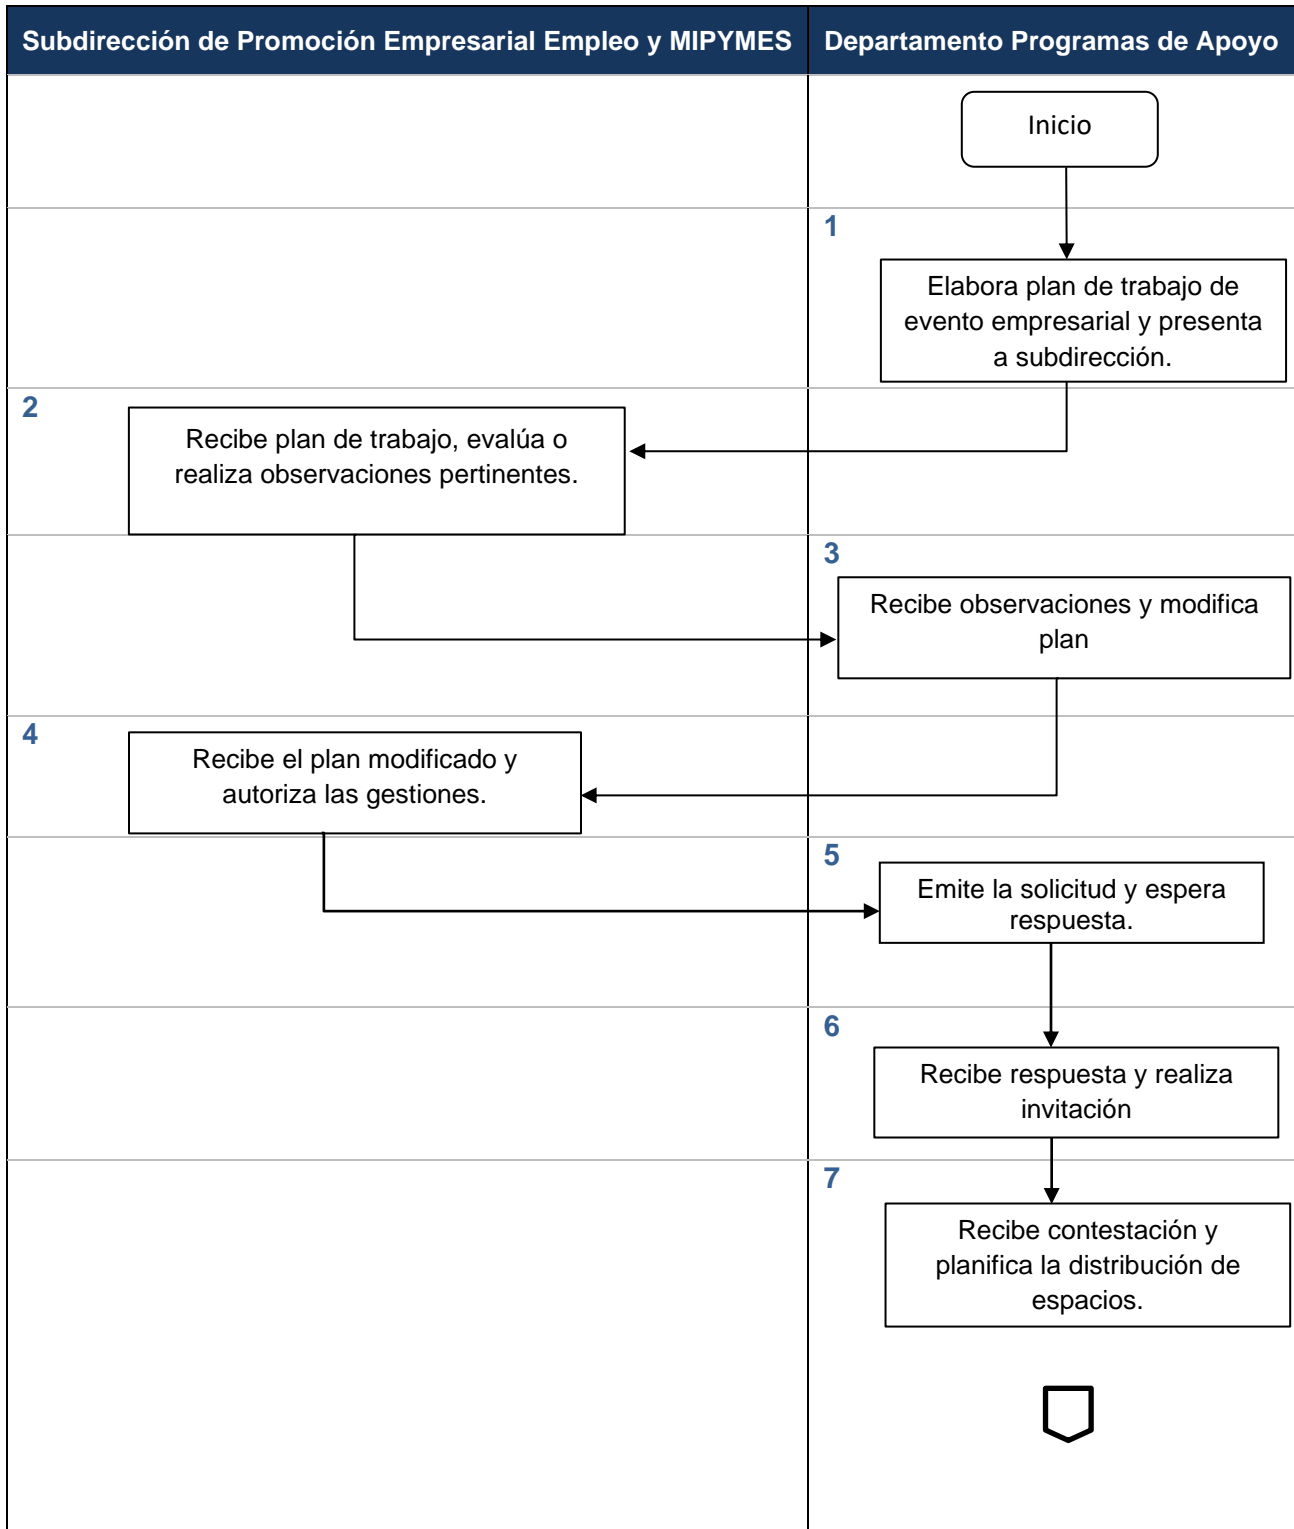 Subdirección de Promoción Empresarial Empleo y MIPYMES
Departamento Programas de Apoyo
Inicio
1
Elabora plan de trabajo de
evento empresarial y presenta
a subdirección.
2
Recibe plan de trabajo, evalúa o
realiza observaciones pertinentes.
3
Recibe observaciones y modifica
plan
4
Recibe el plan modificado y
autoriza las gestiones.
5
Emite la solicitud y espera
respuesta.
6
Recibe respuesta y realiza
invitación
7
Recibe contestación y
planifica la distribución de
espacios.